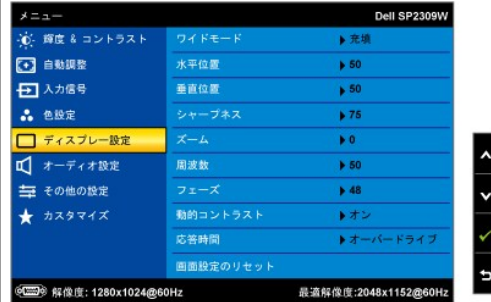 メニュー Dell SP2309W
輝度 & コントラスト ワイドモード 充填
自動調整 水平位置 50
入力信号 垂直位置 50
色設定 シャープネス 75
ディスプレー設定 ズーム 0
オーディオ設定 周波数 50
その他の設定 フェーズ 48
カスタマイズ 動的コントラスト オン
応答時間 オーバードライブ
画面設定のリセット
解像度: 1280x1024@60Hz 最適解像度:2048x1152@60Hz